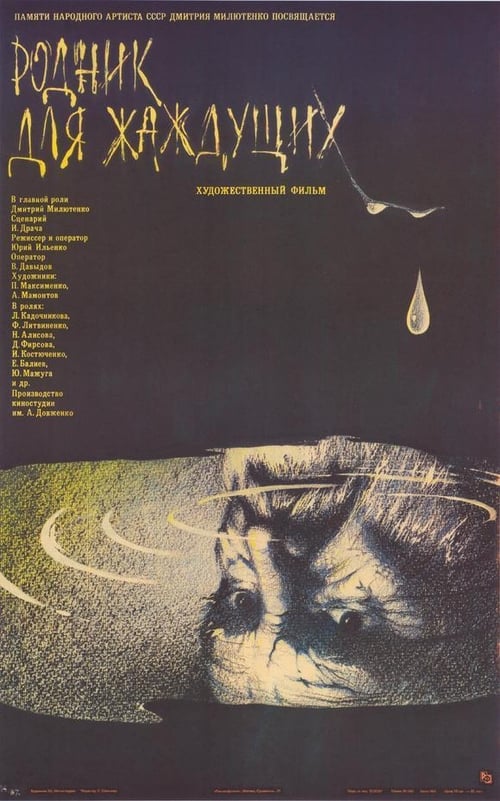 ПАМЯТИ НАРОДНОГО АРТИСТА СССР ДМИТРИЯ МИЛЮТЕНКО ПОСВЯЩАЕТСЯ
РОДНИК
ДЛЯ ЖАЖДУЩИХ
ХУДОЖЕСТВЕННЫЙ ФИЛЬМ
В главной роли
Дмитрий Милютенко
Сценарий
И. Драча
Режиссер и оператор
Юрий Ильенко
Оператор
В. Давыдов
Художники:
П. Максименко,
А. Мамонтов
В ролях:
Л. Кадочникова,
Ф. Литвиненко,
Н. Алисова,
Д. Фирсова,
И. Костюченко,
Е. Балиев,
Ю. Мажуга
и др.
Производство
киностудии
им. А. Довженко